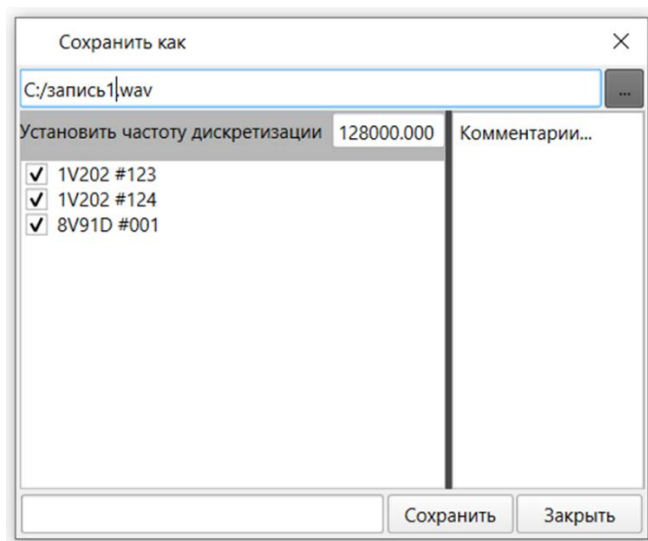 Сохранить как
C:/запись1.wav
...
Установить частоту дискретизации 128000.000
Комментарии...
1V202 #123
1V202 #124
8V91D #001
Сохранить
Закрыть